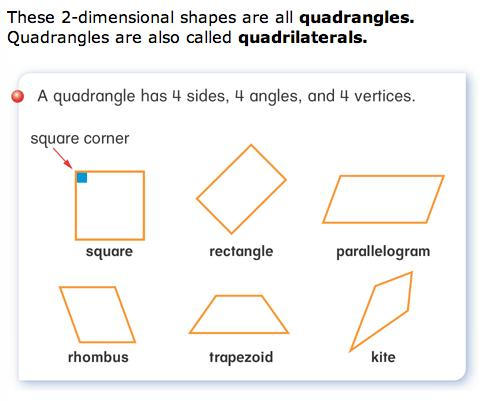 These 2-dimensional shapes are all quadrangles.
Quadrangles are also called quadrilaterals.
A quadrangle has 4 sides, 4 angles, and 4 vertices.
square corner
square
rectangle
parallelogram
rhombus
trapezoid
kite